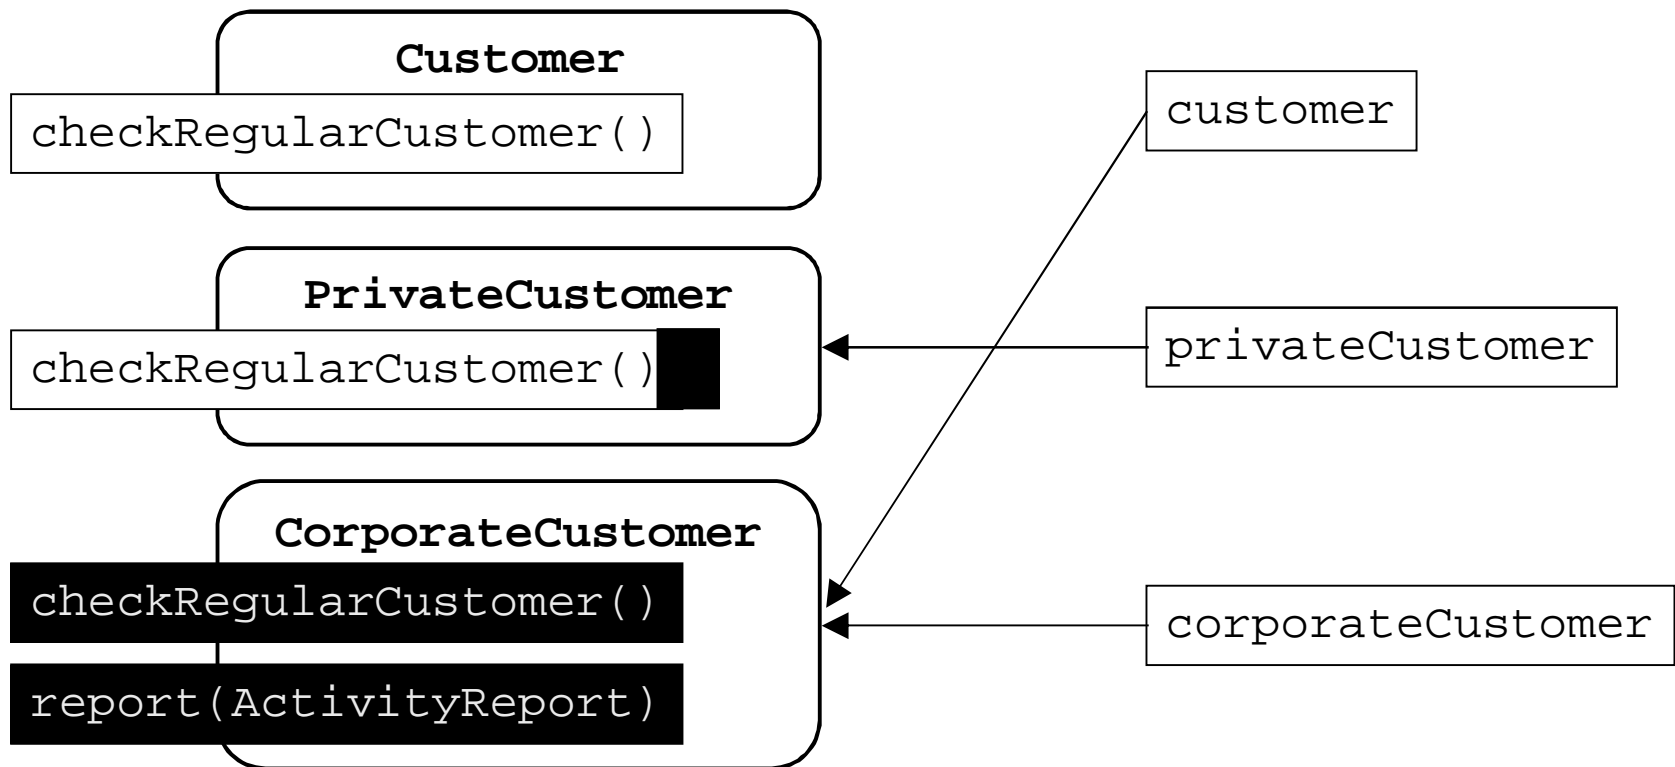 Customer
checkRegularCustomer()
customer
PrivateCustomer
checkRegularCustomer()
privateCustomer
CorporateCustomer
checkRegularCustomer()
corporateCustomer
report(ActivityReport)